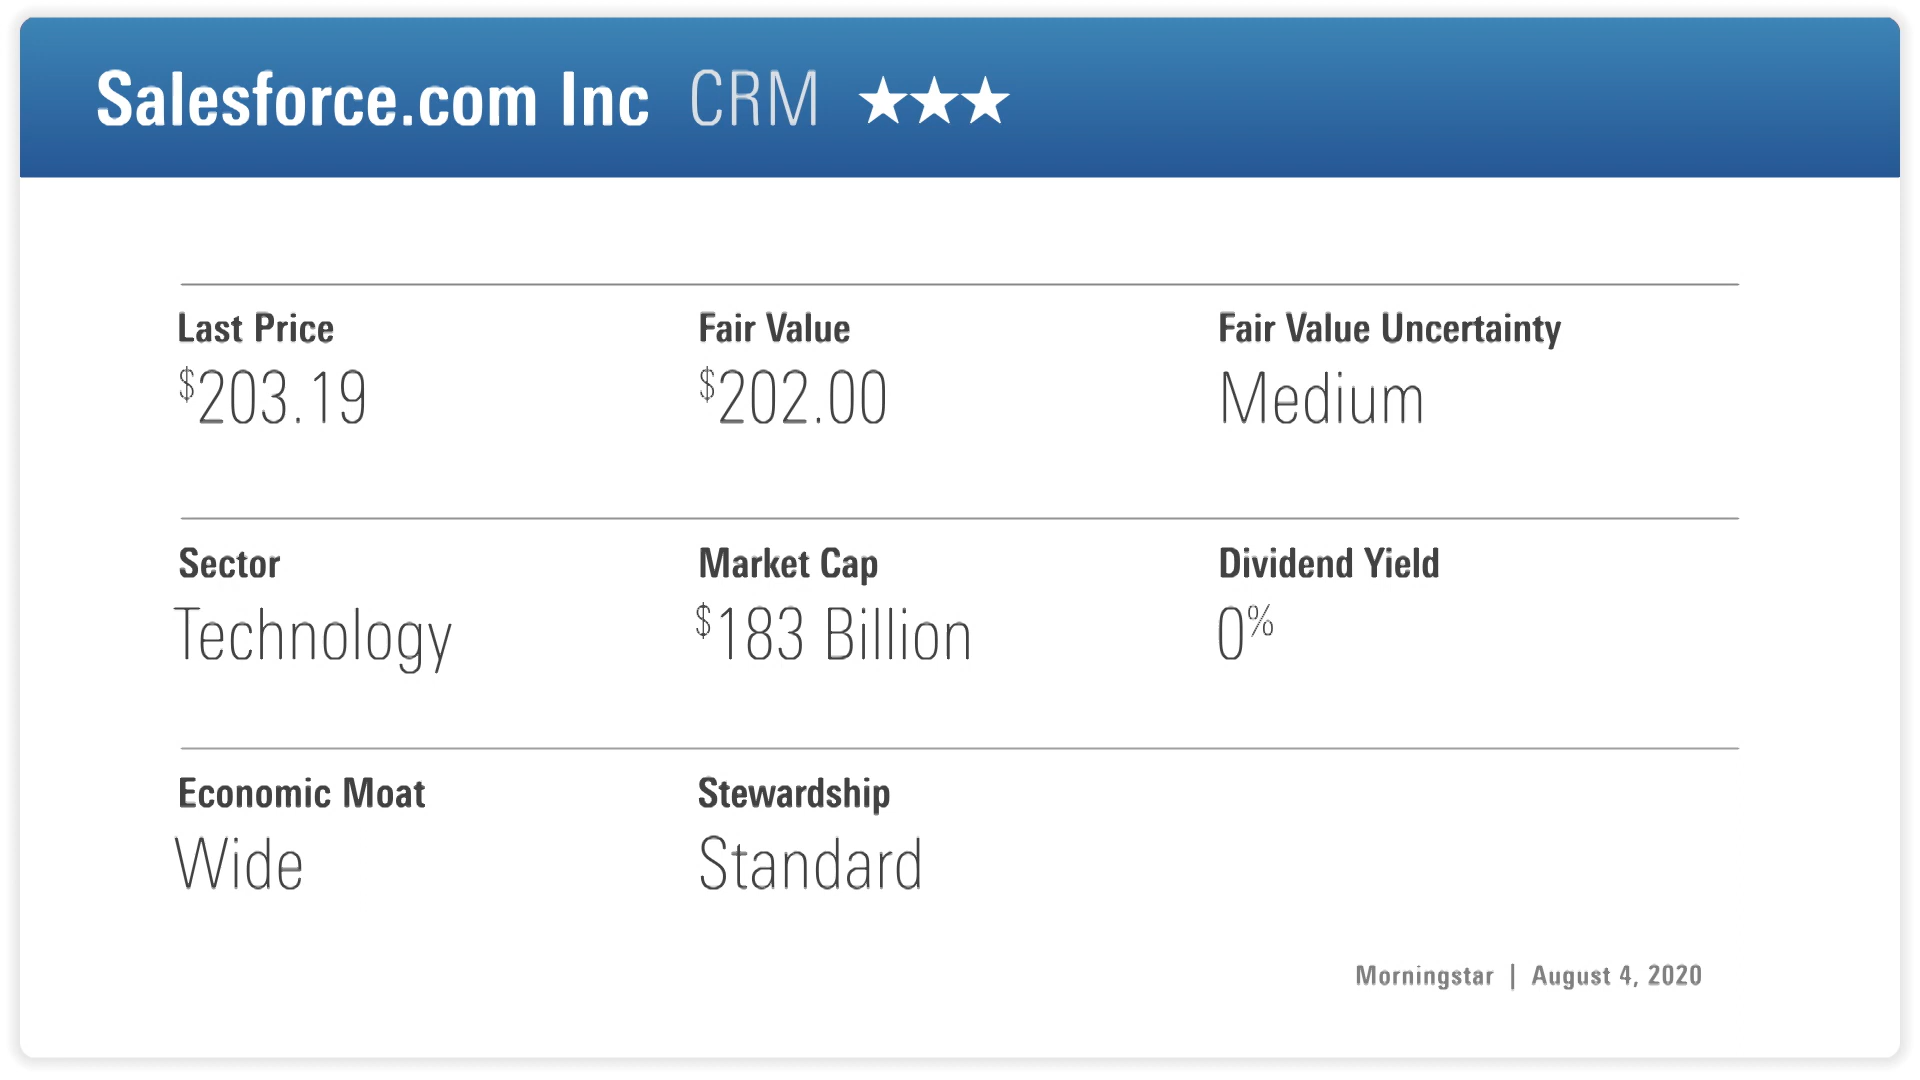 Salesforce.com Inc CRM ★★★
Last Price Fair Value Fair Value Uncertainty
$203.19 $202.00 Medium
Sector Market Cap Dividend Yield
Technology $183 Billion 0%
Economic Moat Stewardship
Wide Standard
Morningstar | August 4, 2020